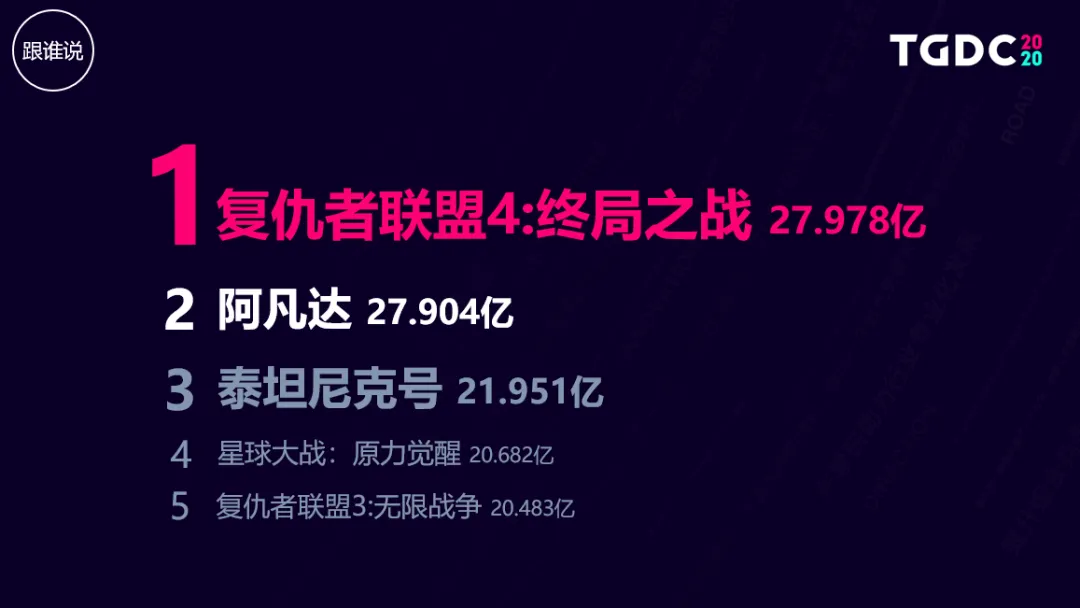 跟谁说
TGDC 2020
1 复仇者联盟4:终局之战 27.978亿
2 阿凡达 27.904亿
3 泰坦尼克号 21.951亿
4 星球大战：原力觉醒 20.682亿
5 复仇者联盟3:无限战争 20.483亿
ROAD